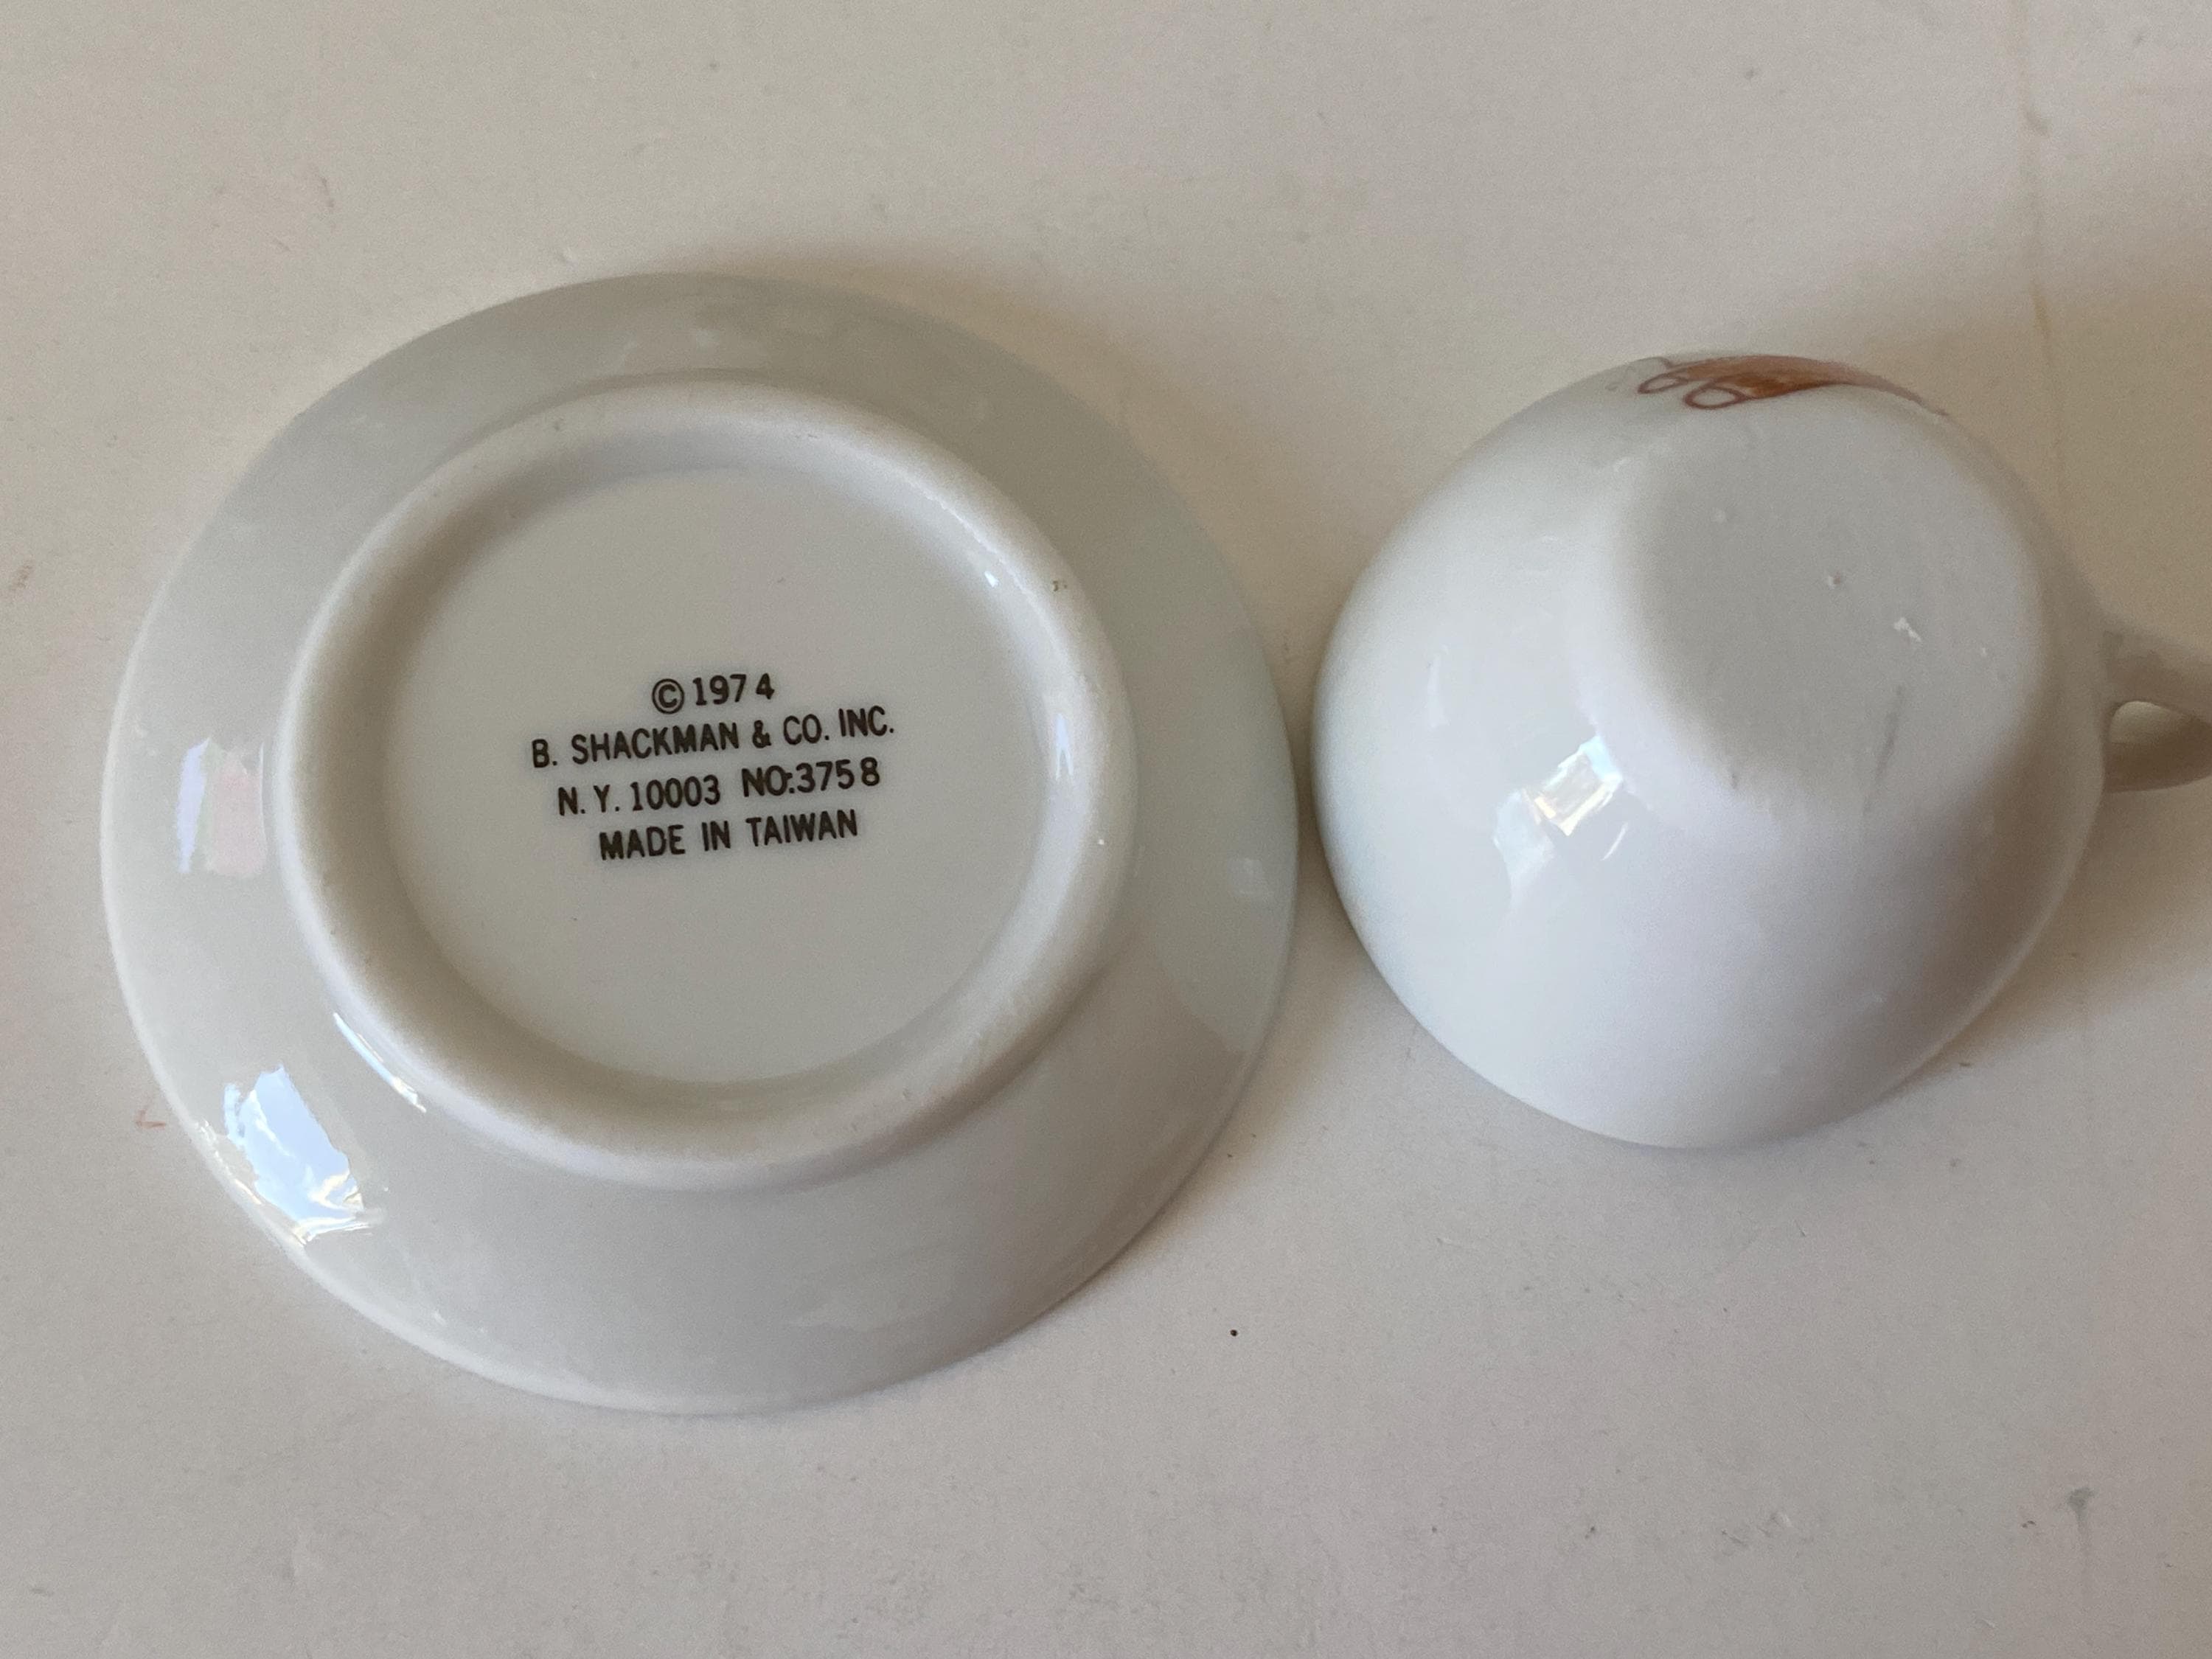 ©1974
B. SHACKMAN & CO. INC.
N. Y. 10003 NO:3758
MADE IN TAIWAN